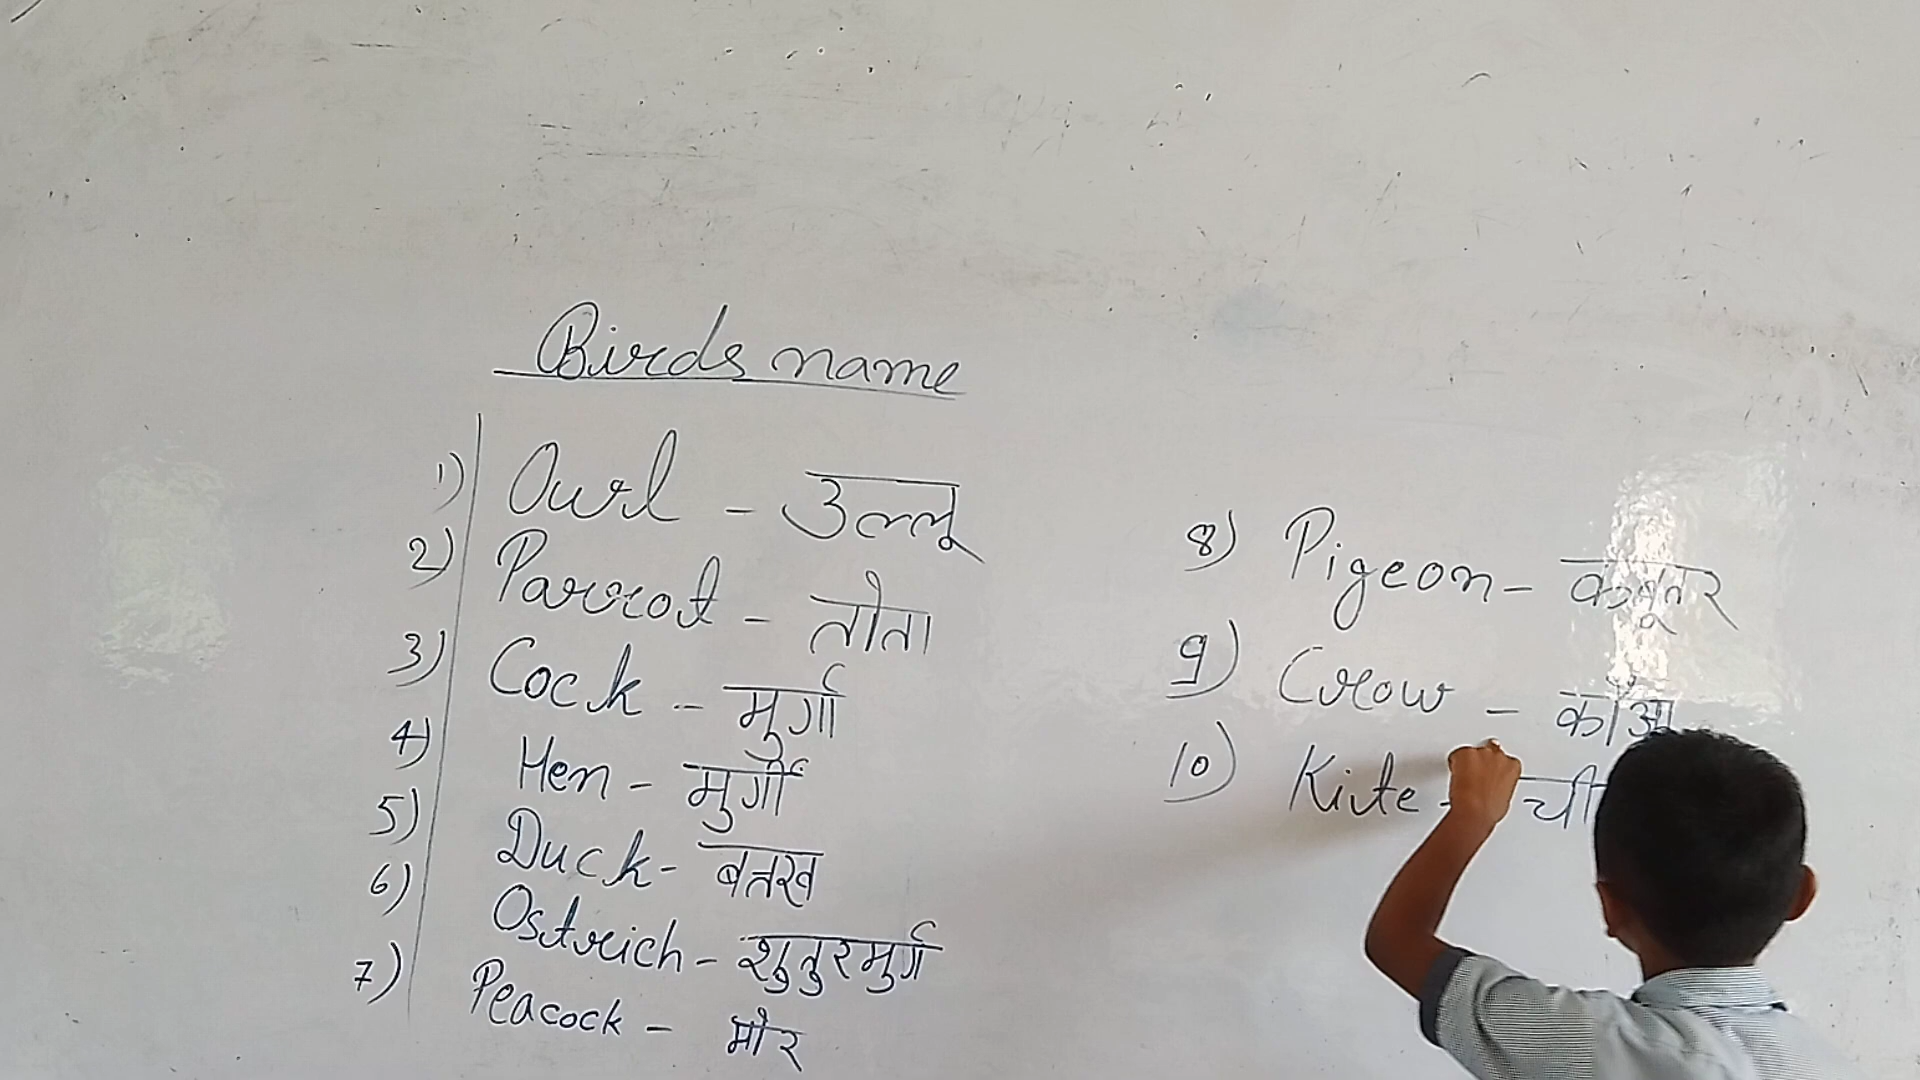 Birds name
1) Owl - उल्लू
2) Parrot - तोता
3) Cock - मुर्गा
4) Hen - मुर्गी
5) Duck - बतख
6) Ostrich - शुतुरमुर्ग
7) Peacock - मोर
8) Pigeon - कबूतर
9) Crow - कौआ
10) Kite -